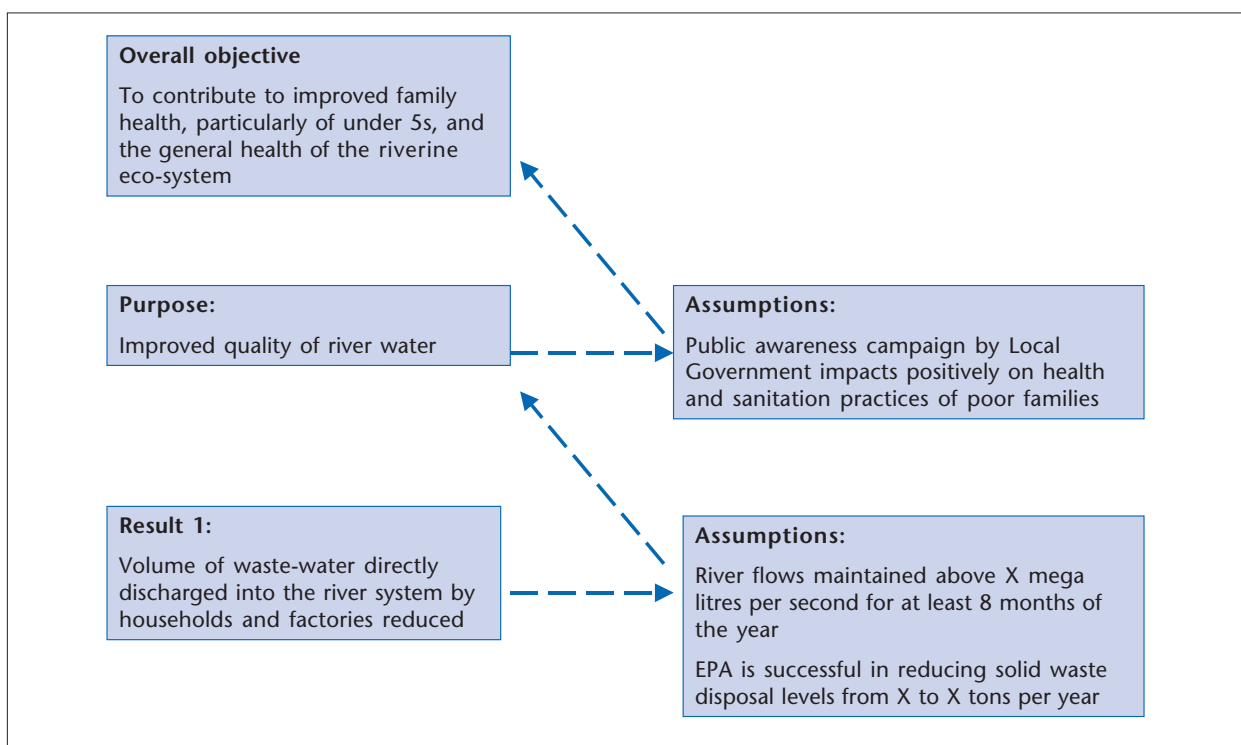 Overall objective
To contribute to improved family
health, particularly of under 5s, and
the general health of the riverine
eco-system
Purpose:
Improved quality of river water
Assumptions:
Public awareness campaign by Local
Government impacts positively on health
and sanitation practices of poor families
Result 1:
Volume of waste-water directly
discharged into the river system by
households and factories reduced
Assumptions:
River flows maintained above X mega
litres per second for at least 8 months of
the year
EPA is successful in reducing solid waste
disposal levels from X to X tons per year